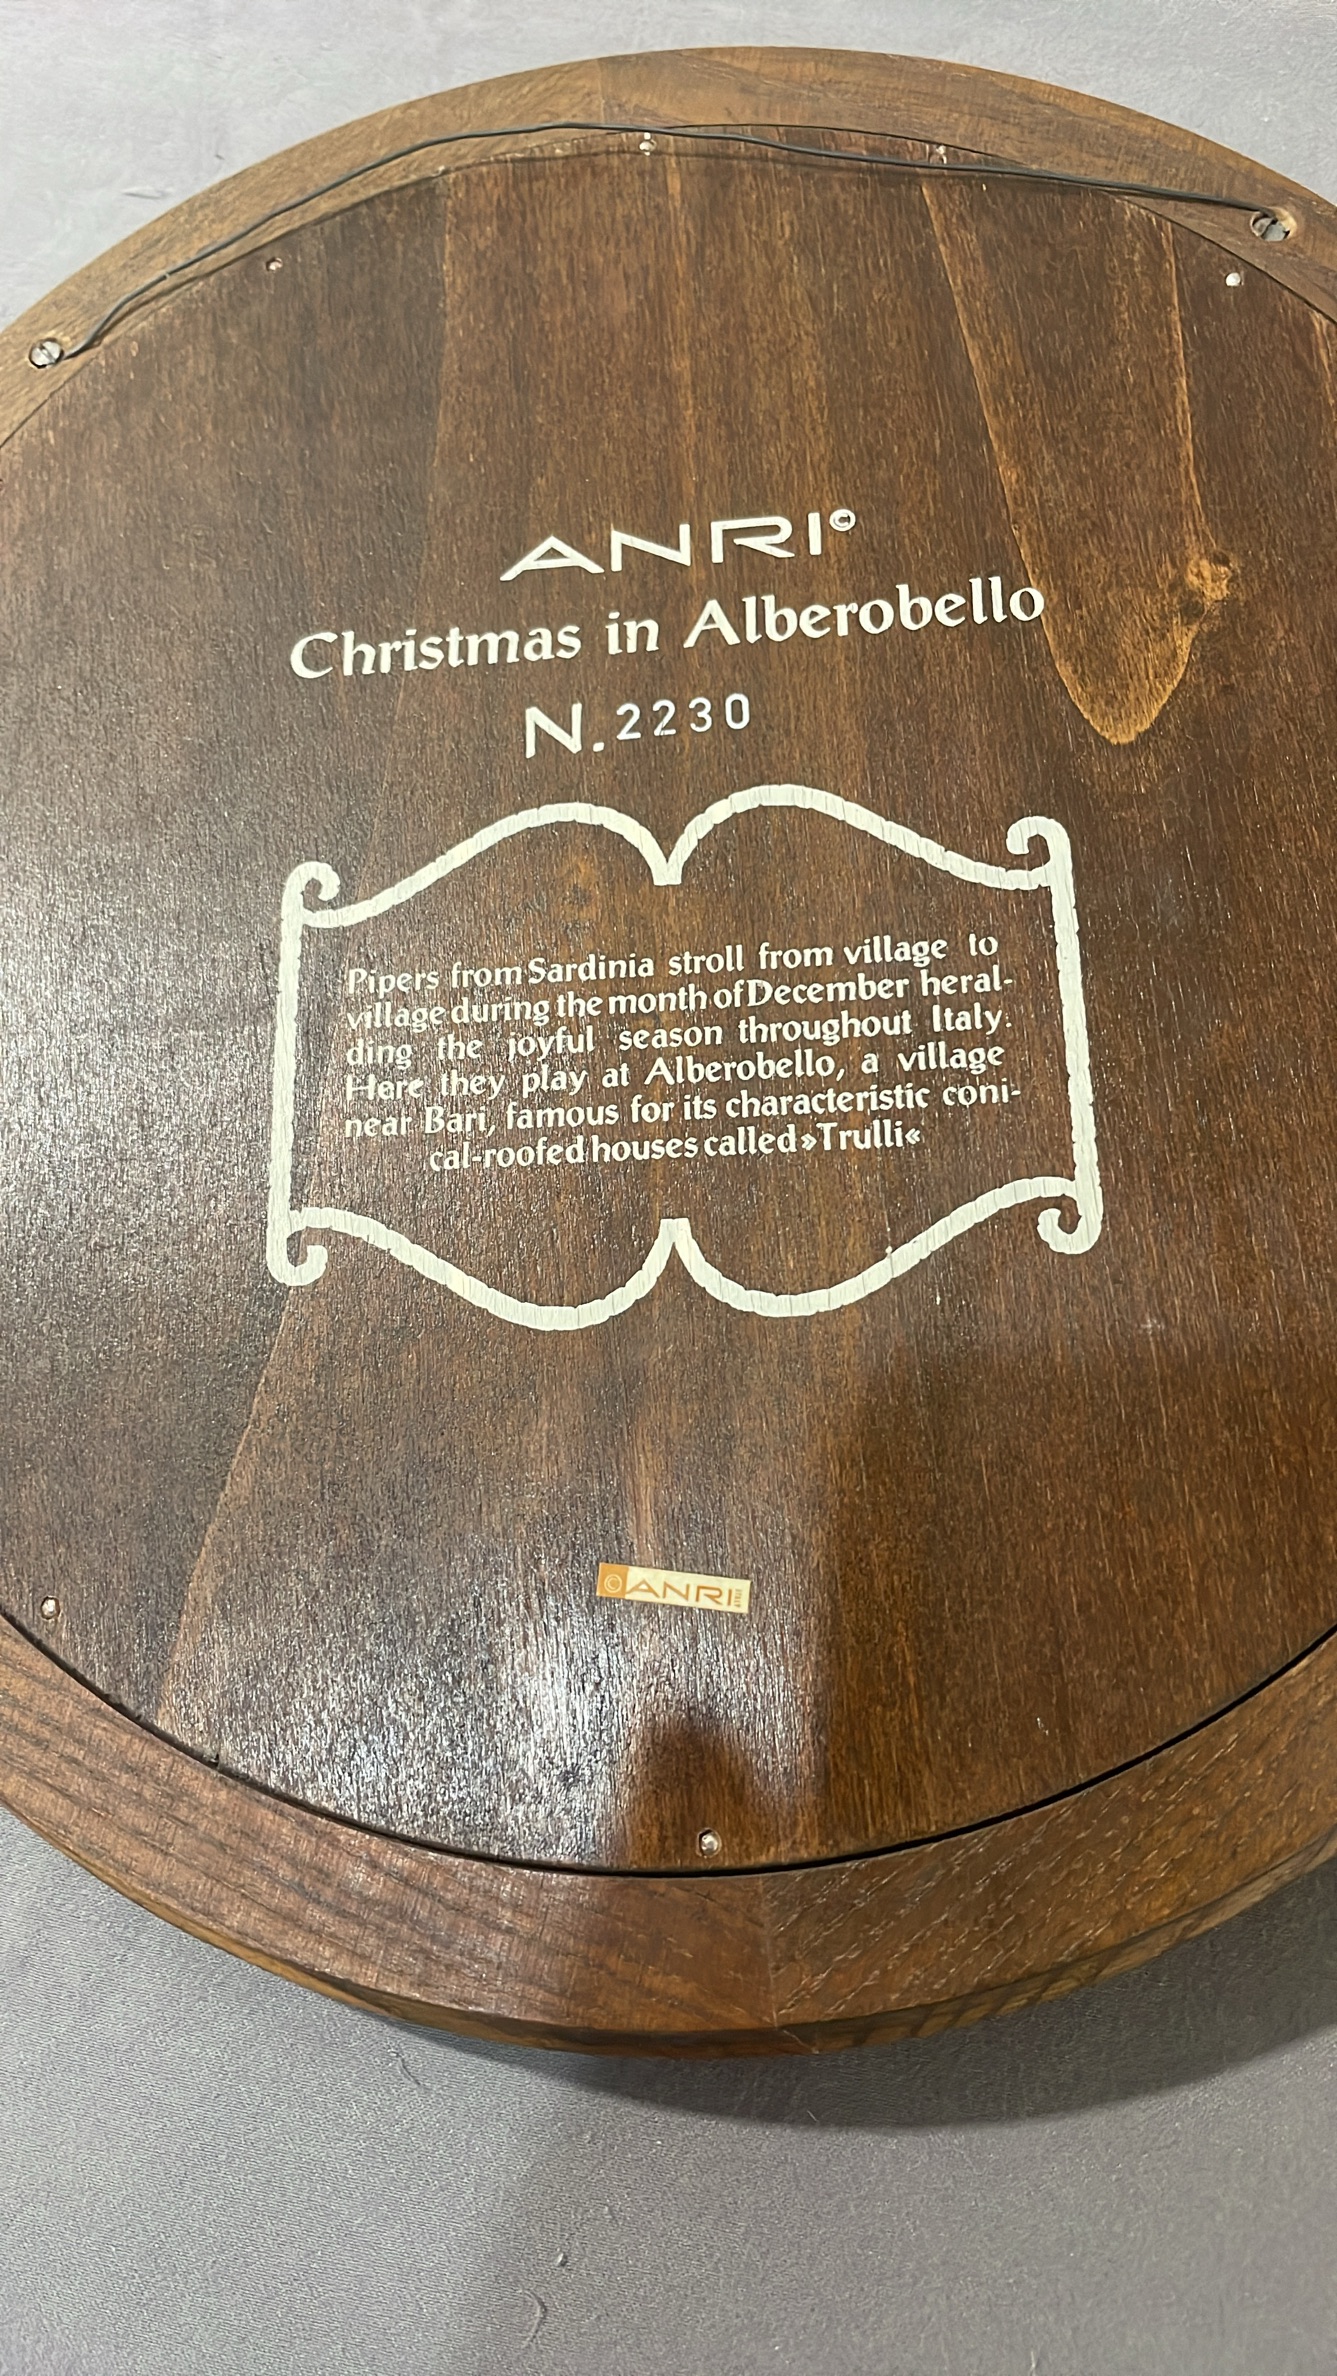 ANRI©
Christmas in Alberobello
N. 2230
Pipers from Sardinia stroll from village to
village during the month of December heral-
ding the joyful season throughout Italy.
Here they play at Alberobello, a village
near Bari, famous for its characteristic coni-
cal-roofed houses called »Trulli«
© ANRI